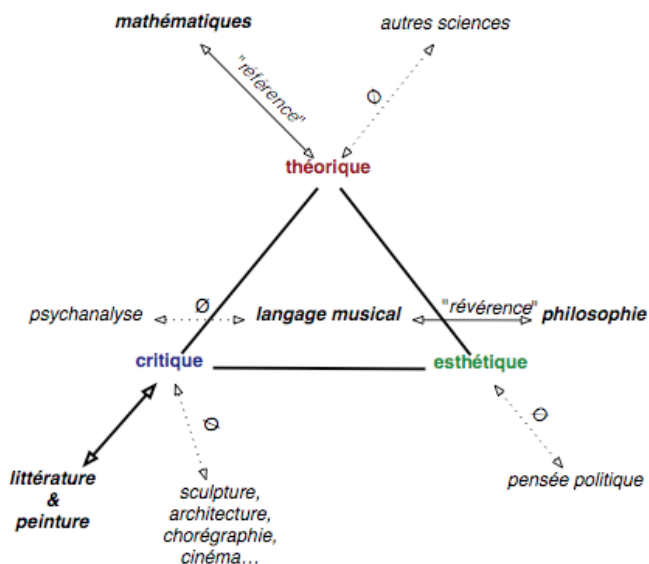 mathématiques
autres sciences
"référence"
Ø
théorique
Ø
psychanalyse
langage musical
"révérence"
philosophie
critique
esthétique
Ø
Ø
littérature
&
peinture
sculpture,
architecture,
chorégraphie,
cinéma…
pensée politique